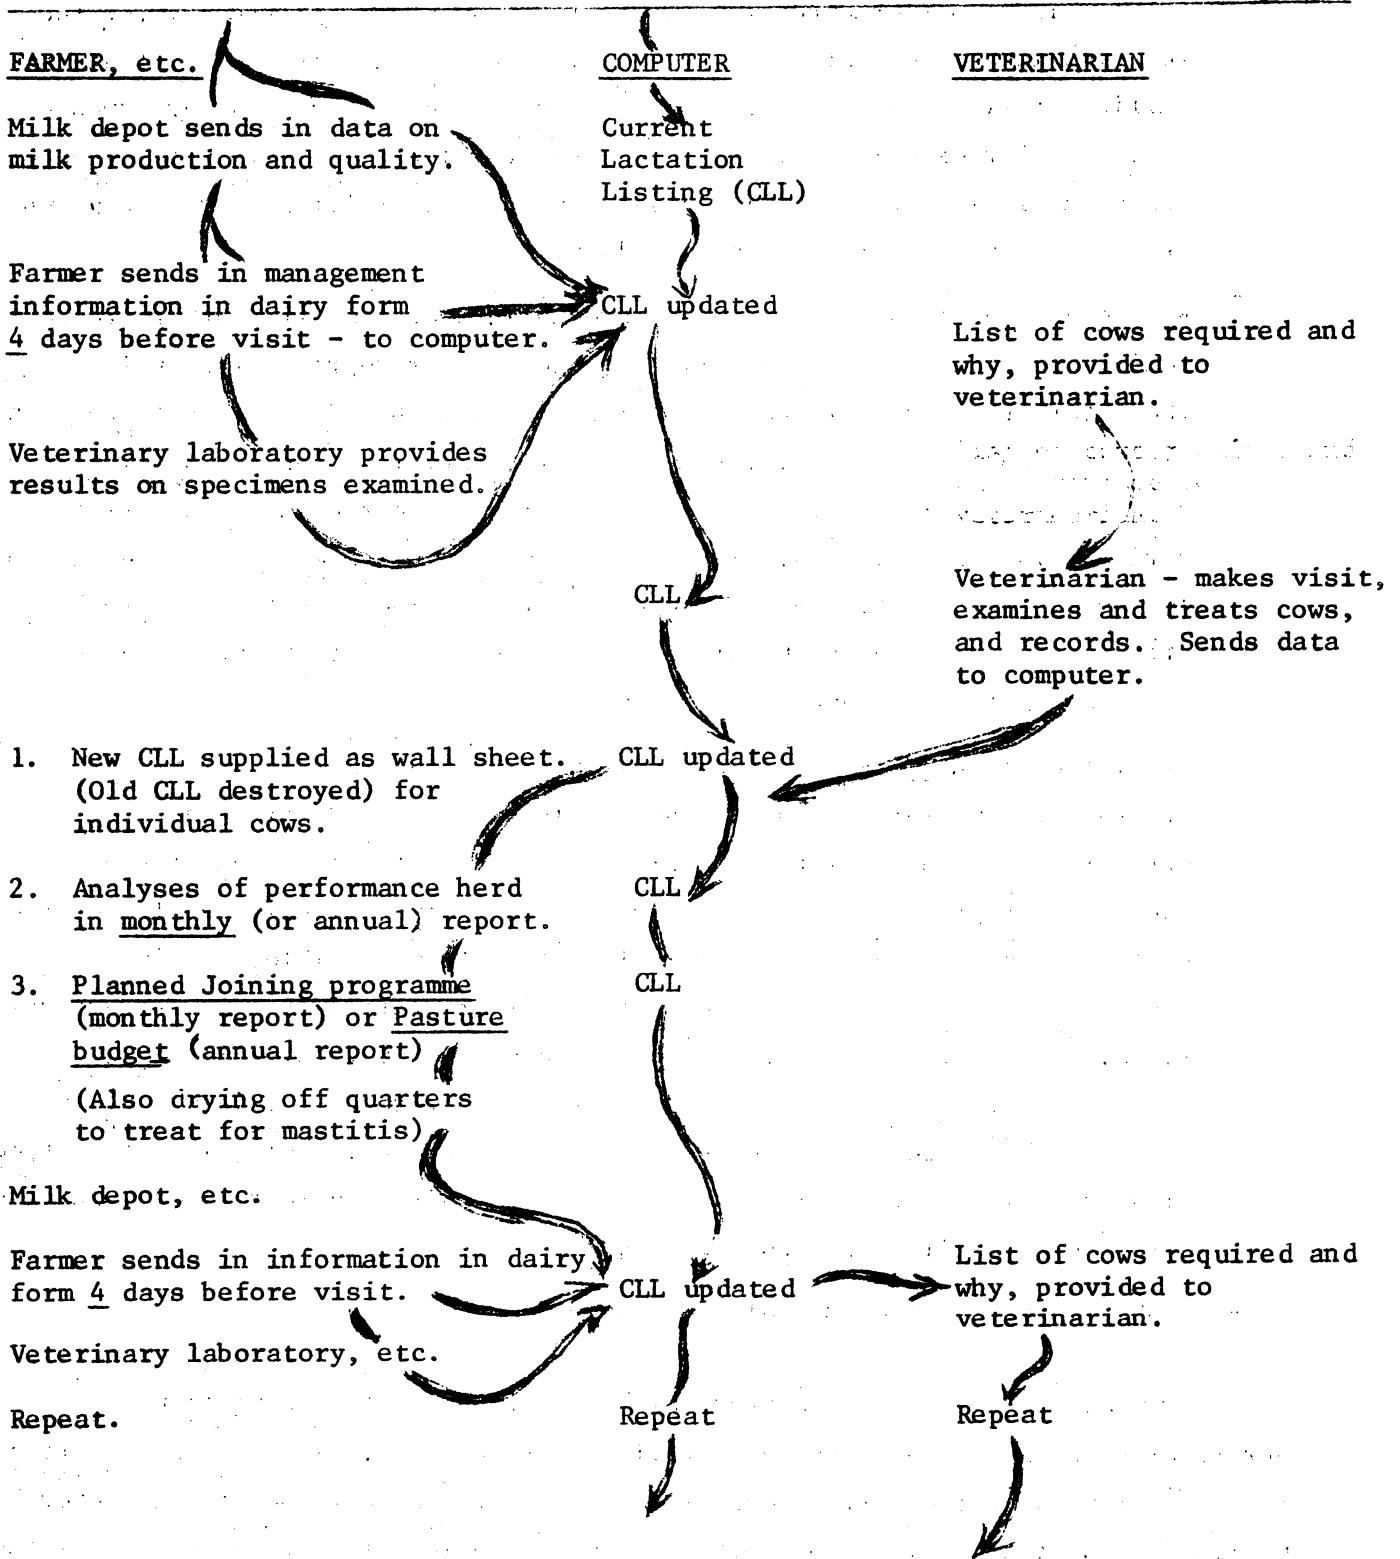 FARMER, etc.
Milk depot sends in data on
milk production and quality.
Farmer sends in management
information in dairy form
4 days before visit - to computer.
Veterinary laboratory provides
results on specimens examined.
1. New CLL supplied as wall sheet.
(Old CLL destroyed) for
individual cows.
2. Analyses of performance herd
in monthly (or annual) report.
3. Planned Joining programme
(monthly report) or Pasture
budget (annual report)
(Also drying off quarters
to treat for mastitis)
Milk depot, etc.
Farmer sends in information in dairy
form 4 days before visit.
Veterinary laboratory, etc.
Repeat.
COMPUTER
Current
Lactation
Listing (CLL)
CLL updated
CLL
CLL updated
CLL
CLL
CLL updated
Repeat
VETERINARIAN
List of cows required and
why, provided to
veterinarian.
Veterinarian - makes visit,
examines and treats cows,
and records. Sends data
to computer.
List of cows required and
why, provided to
veterinarian.
Repeat